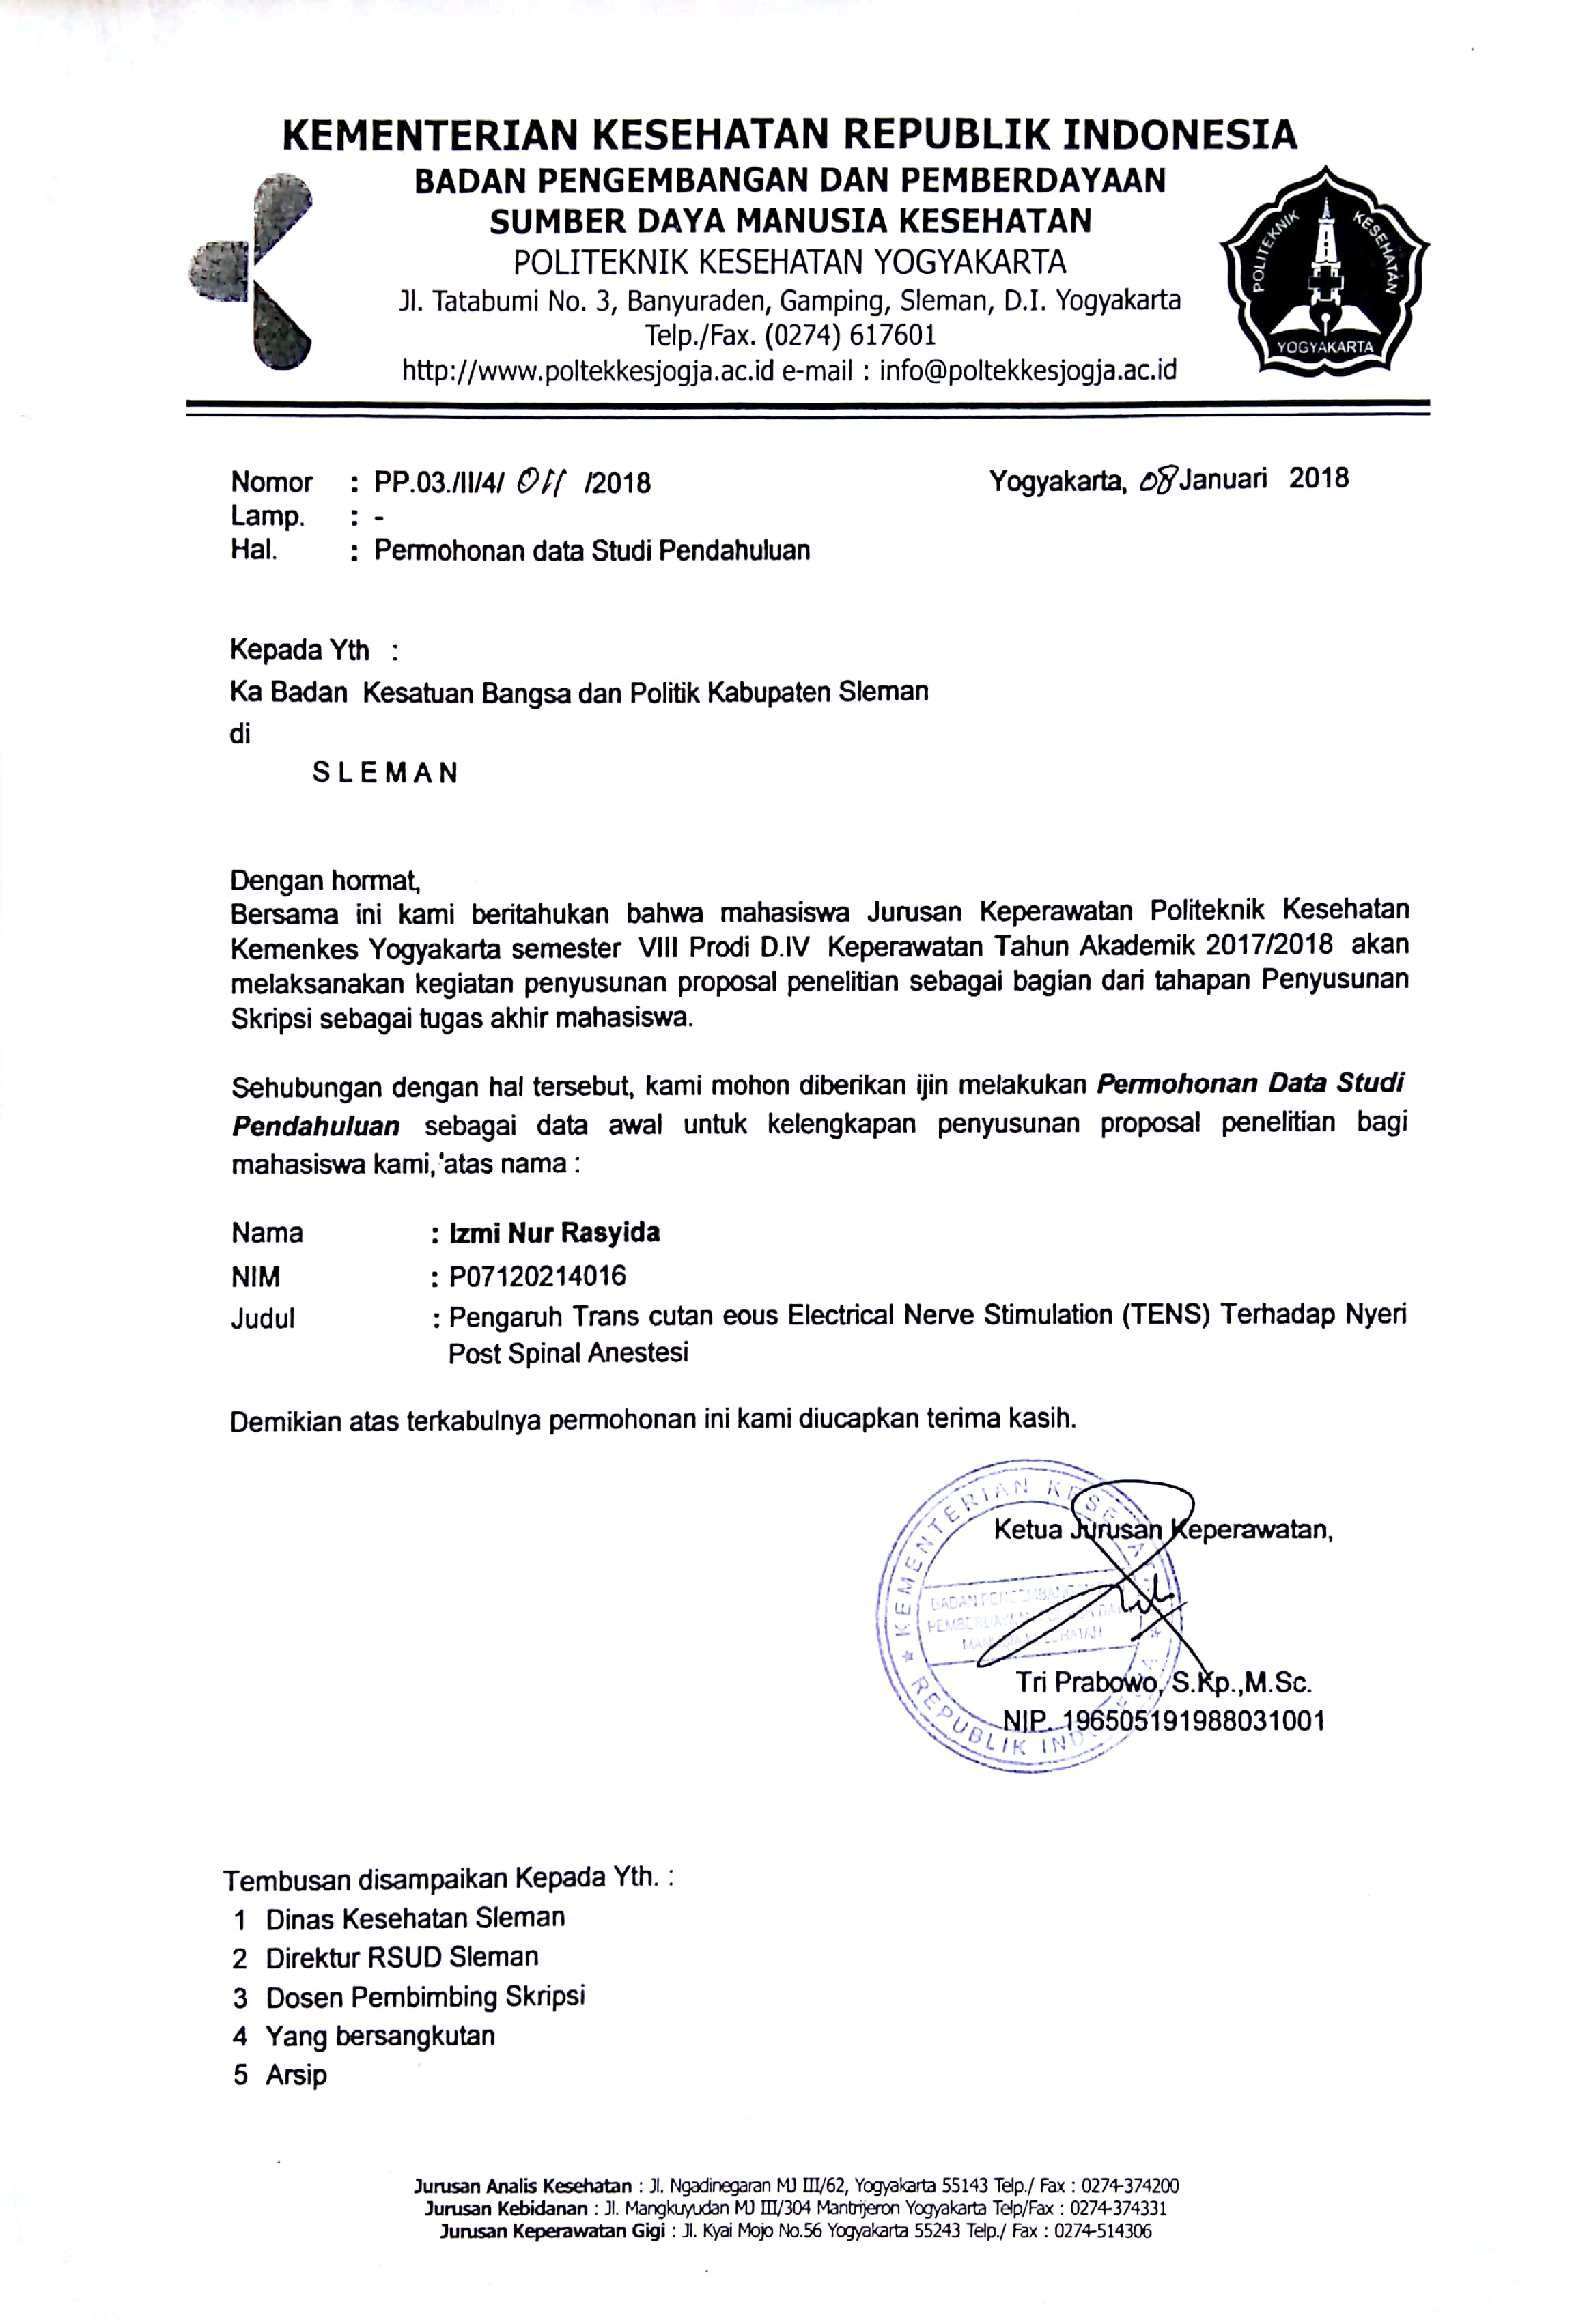 KEMENTERIAN KESEHATAN REPUBLIK INDONESIA
BADAN PENGEMBANGAN DAN PEMBERDAYAAN
SUMBER DAYA MANUSIA KESEHATAN
POLITEKNIK KESEHATAN YOGYAKARTA
Jl. Tatabumi No. 3, Banyuraden, Gamping, Sleman, D.I. Yogyakarta
Telp./Fax. (0274) 617601
http://www.poltekkesjogja.ac.id e-mail : info@poltekkesjogja.ac.id
POLITEKNIK KESEHATAN
YOGYAKARTA
Nomor : PP.03./II/4/ 011 /2018 Yogyakarta, 08 Januari 2018
Lamp. : -
Hal. : Permohonan data Studi Pendahuluan
Kepada Yth :
Ka Badan Kesatuan Bangsa dan Politik Kabupaten Sleman
di
S L E M A N
Dengan hormat,
Bersama ini kami beritahukan bahwa mahasiswa Jurusan Keperawatan Politeknik Kesehatan
Kemenkes Yogyakarta semester VIII Prodi D.IV Keperawatan Tahun Akademik 2017/2018 akan
melaksanakan kegiatan penyusunan proposal penelitian sebagai bagian dari tahapan Penyusunan
Skripsi sebagai tugas akhir mahasiswa.
Sehubungan dengan hal tersebut, kami mohon diberikan ijin melakukan Permohonan Data Studi
Pendahuluan sebagai data awal untuk kelengkapan penyusunan proposal penelitian bagi
mahasiswa kami, atas nama :
Nama : Izmi Nur Rasyida
NIM : P07120214016
Judul : Pengaruh Trans cutan eous Electrical Nerve Stimulation (TENS) Terhadap Nyeri
Post Spinal Anestesi
Demikian atas terkabulnya permohonan ini kami diucapkan terima kasih.
KEMENTERIAN KESEHATAN
REPUBLIK INDONESIA
Ketua Jurusan Keperawatan,
Tri Prabowo, S.Kp.,M.Sc.
NIP. 196505191988031001
Tembusan disampaikan Kepada Yth. :
1 Dinas Kesehatan Sleman
2 Direktur RSUD Sleman
3 Dosen Pembimbing Skripsi
4 Yang bersangkutan
5 Arsip
Jurusan Analis Kesehatan : Jl. Ngadinegaran MJ III/62, Yogyakarta 55143 Telp./ Fax : 0274-374200
Jurusan Kebidanan : Jl. Mangkuyudan MJ III/304 Mantrijeron Yogyakarta Telp/Fax : 0274-374331
Jurusan Keperawatan Gigi : Jl. Kyai Mojo No.56 Yogyakarta 55243 Telp./ Fax : 0274-514306